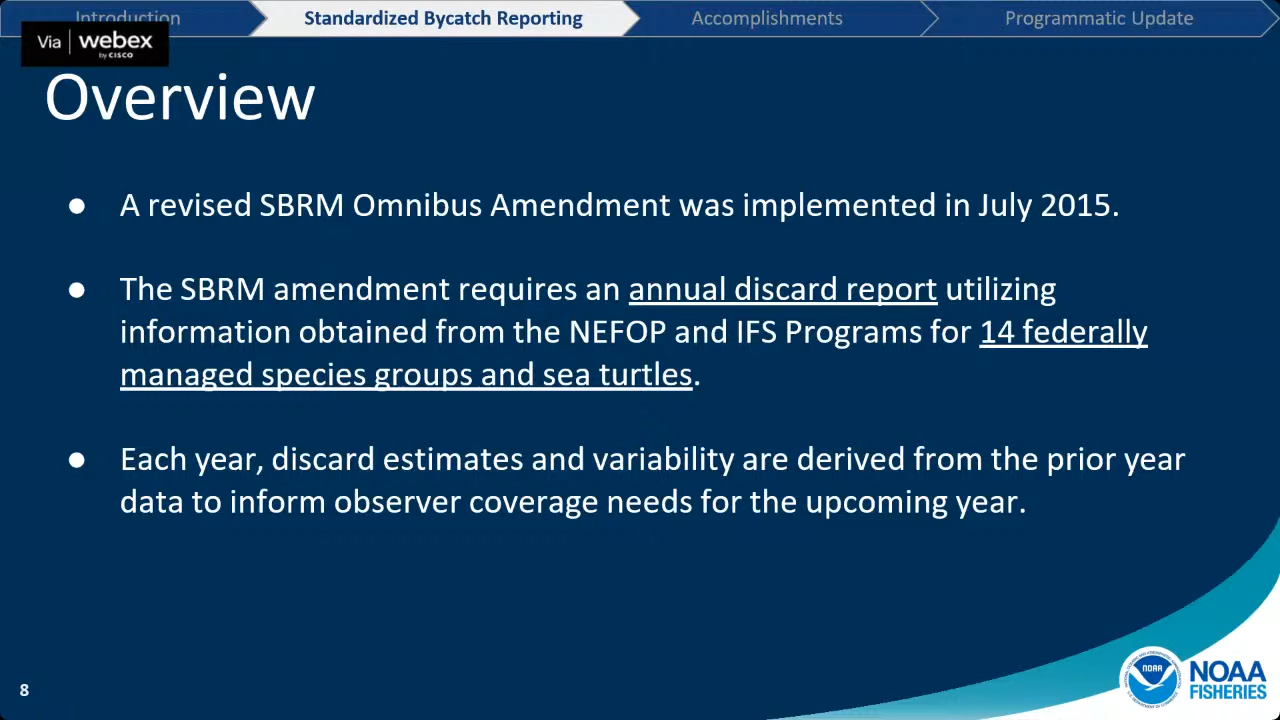 Introduction
Standardized Bycatch Reporting
Accomplishments
Programmatic Update
Via webex
by CISCO
Overview
● A revised SBRM Omnibus Amendment was implemented in July 2015.
● The SBRM amendment requires an annual discard report utilizing
information obtained from the NEFOP and IFS Programs for 14 federally
managed species groups and sea turtles.
● Each year, discard estimates and variability are derived from the prior year
data to inform observer coverage needs for the upcoming year.
8
NOAA
NOAA
FISHERIES